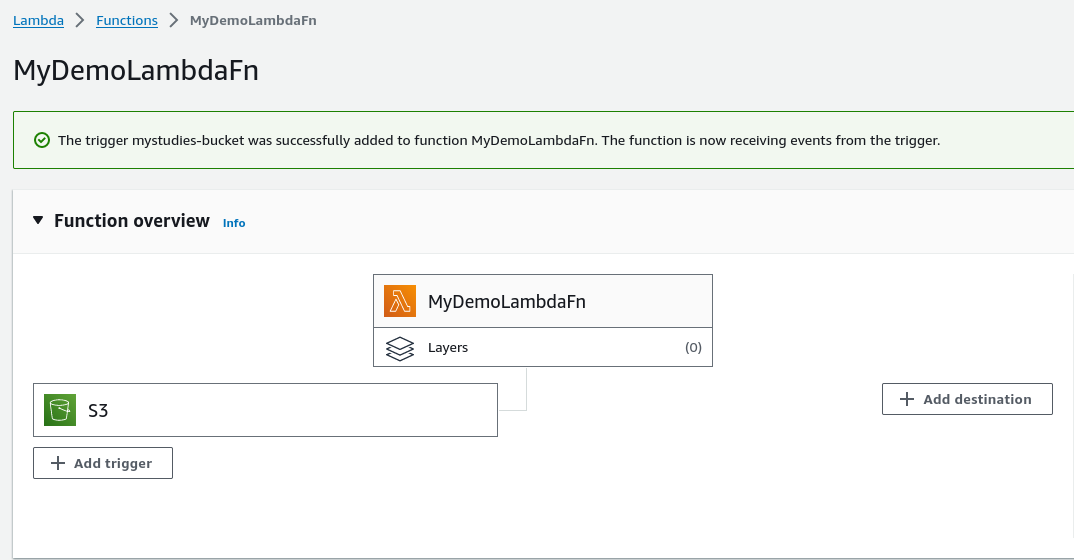 Lambda > Functions > MyDemoLambdaFn
MyDemoLambdaFn
The trigger mystudies-bucket was successfully added to function MyDemoLambdaFn. The function is now receiving events from the trigger.
Function overview Info
MyDemoLambdaFn
Layers (0)
S3
+ Add destination
+ Add trigger